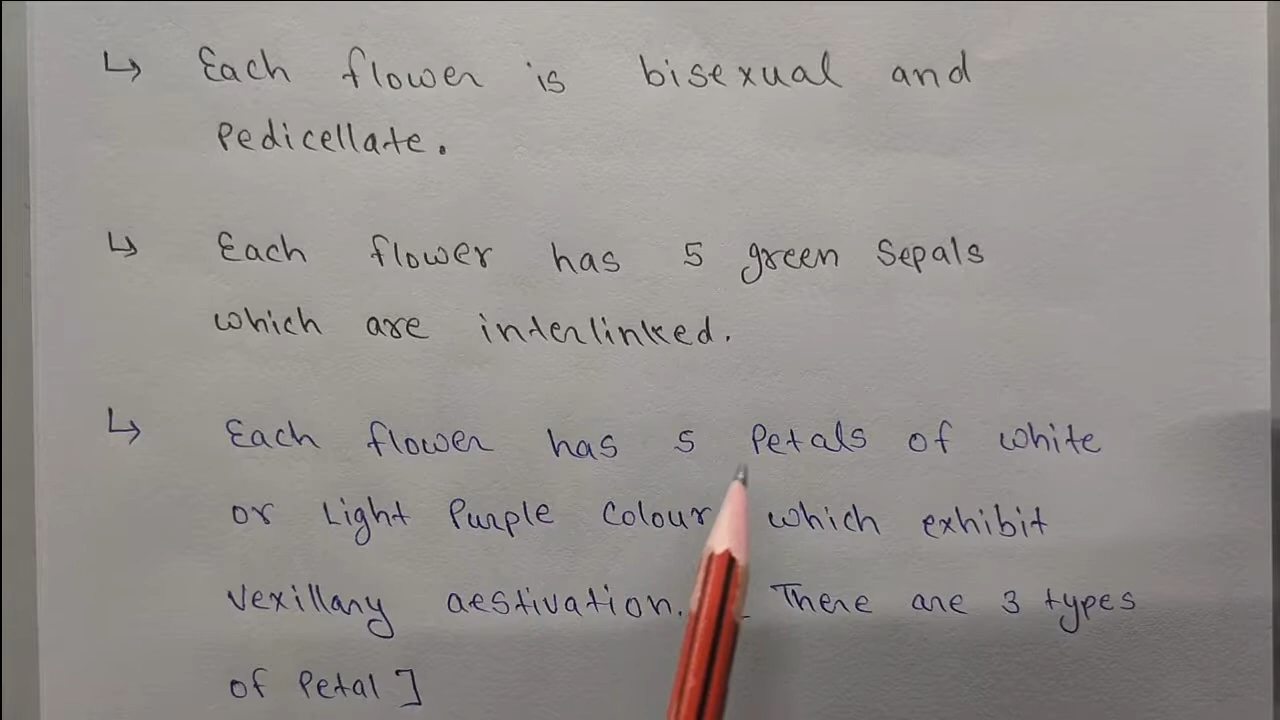 ↳ Each flower is bisexual and
Pedicellate.
↳ Each flower has 5 green Sepals
which are interlinked.
↳ Each flower has 5 Petals of white
or Light Purple Colour which exhibit
Vexillary aestivation. [There are 3 types
of Petal]